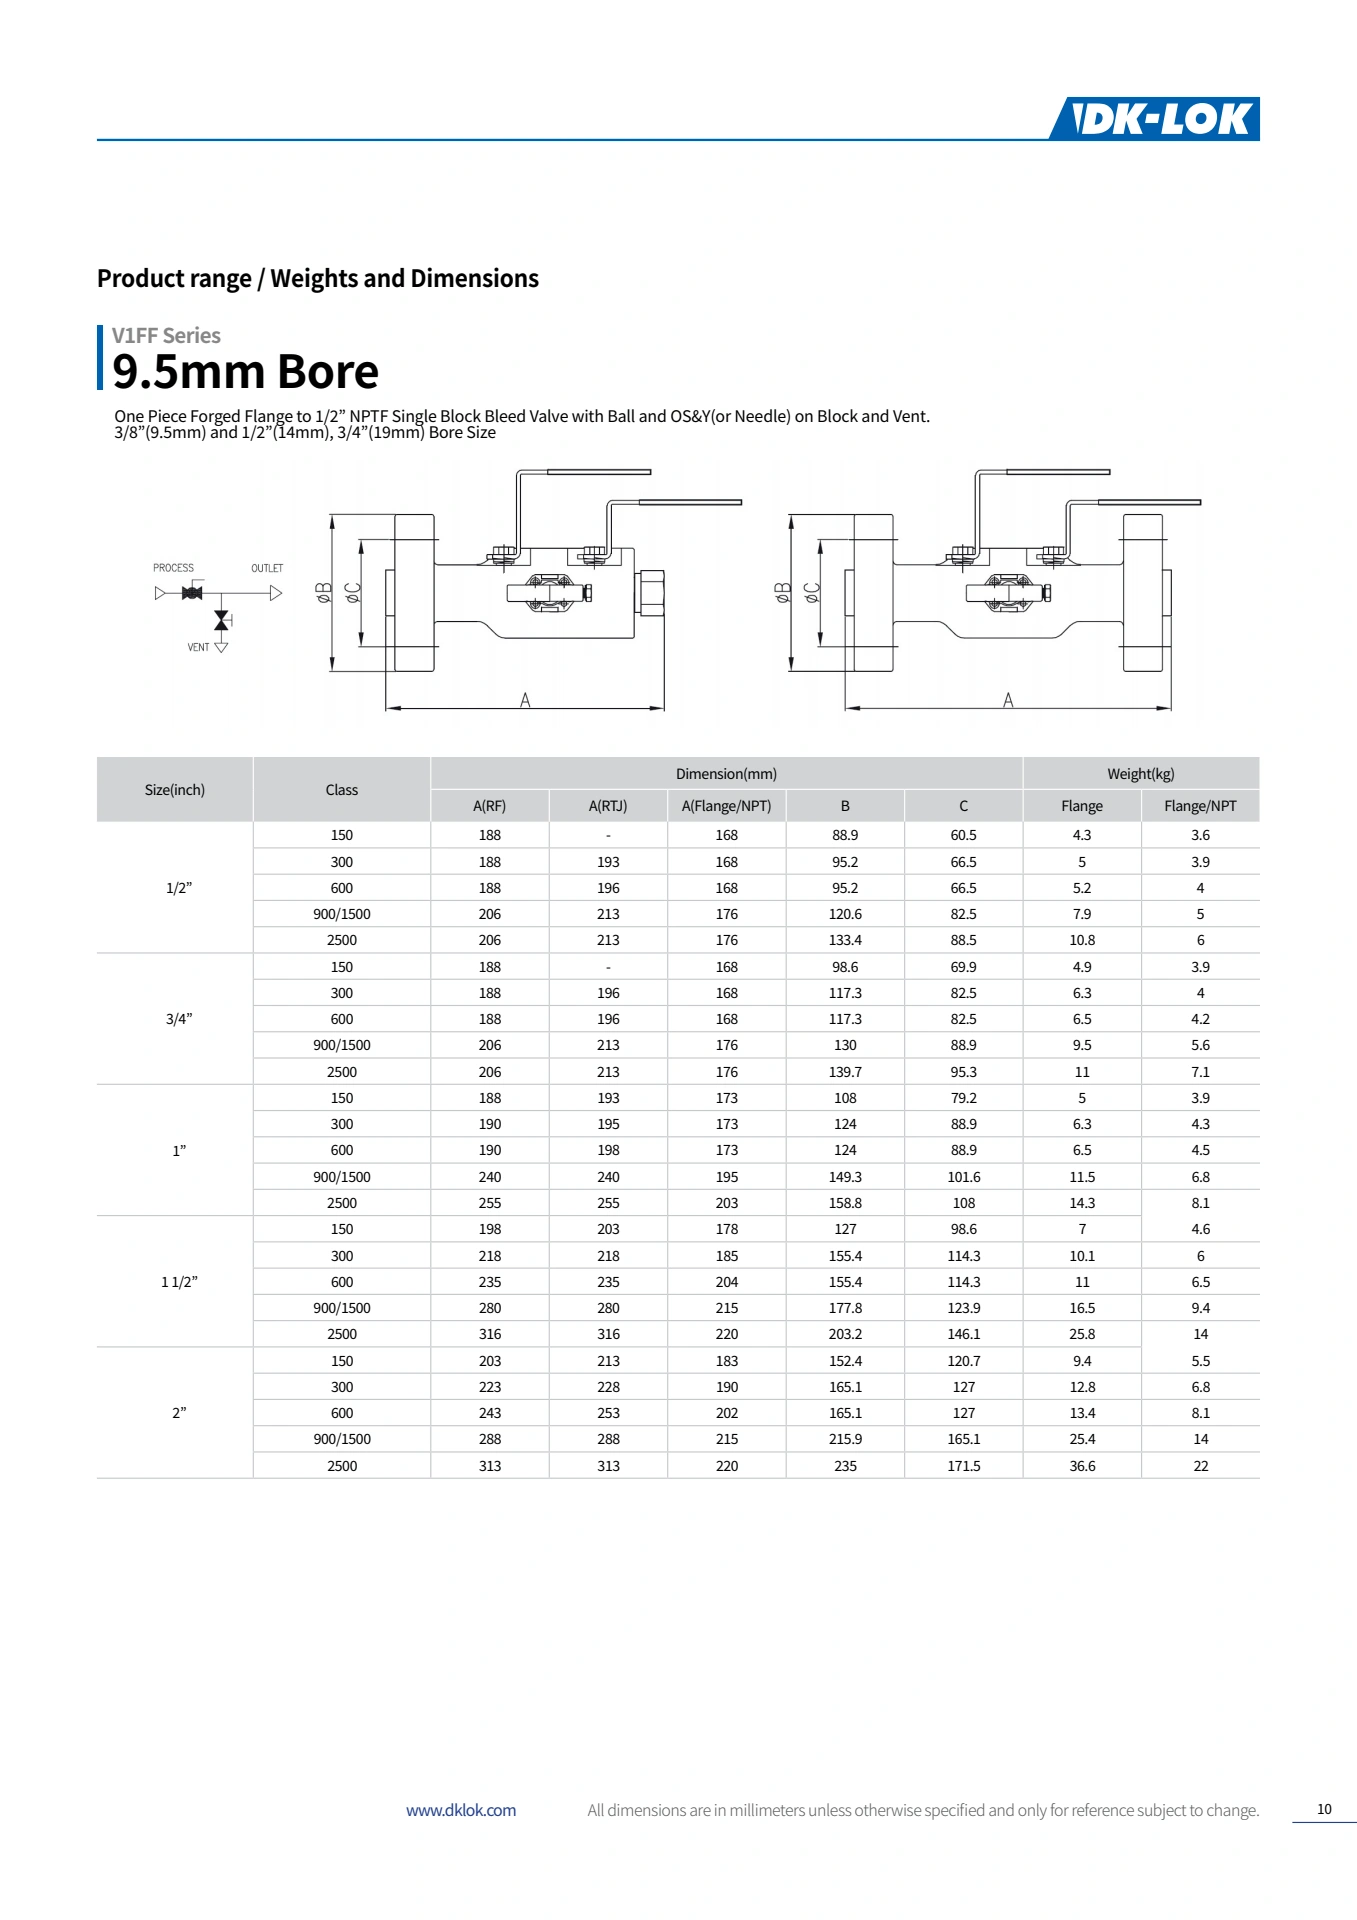 DK-LOK
Product range / Weights and Dimensions
V1FF Series
9.5mm Bore
One Piece Forged Flange to 1/2” NPTF Single Block Bleed Valve with Ball and OS&Y(or Needle) on Block and Vent.
3/8”(9.5mm) and 1/2”(14mm), 3/4”(19mm) Bore Size
PROCESS OUTLET
VENT
øB øC A
øB øC A
Size(inch) Class Dimension(mm) Weight(kg)
A(RF) A(RTJ) A(Flange/NPT) B C Flange Flange/NPT
1/2”
150 188 - 168 88.9 60.5 4.3 3.6
300 188 193 168 95.2 66.5 5 3.9
600 188 196 168 95.2 66.5 5.2 4
900/1500 206 213 176 120.6 82.5 7.9 5
2500 206 213 176 133.4 88.5 10.8 6
3/4”
150 188 - 168 98.6 69.9 4.9 3.9
300 188 196 168 117.3 82.5 6.3 4
600 188 196 168 117.3 82.5 6.5 4.2
900/1500 206 213 176 130 88.9 9.5 5.6
2500 206 213 176 139.7 95.3 11 7.1
1”
150 188 193 173 108 79.2 5 3.9
300 190 195 173 124 88.9 6.3 4.3
600 190 198 173 124 88.9 6.5 4.5
900/1500 240 240 195 149.3 101.6 11.5 6.8
2500 255 255 203 158.8 108 14.3 8.1
1 1/2”
150 198 203 178 127 98.6 7 4.6
300 218 218 185 155.4 114.3 10.1 6
600 235 235 204 155.4 114.3 11 6.5
900/1500 280 280 215 177.8 123.9 16.5 9.4
2500 316 316 220 203.2 146.1 25.8 14
2”
150 203 213 183 152.4 120.7 9.4 5.5
300 223 228 190 165.1 127 12.8 6.8
600 243 253 202 165.1 127 13.4 8.1
900/1500 288 288 215 215.9 165.1 25.4 14
2500 313 313 220 235 171.5 36.6 22
www.dklok.com All dimensions are in millimeters unless otherwise specified and only for reference subject to change. 10